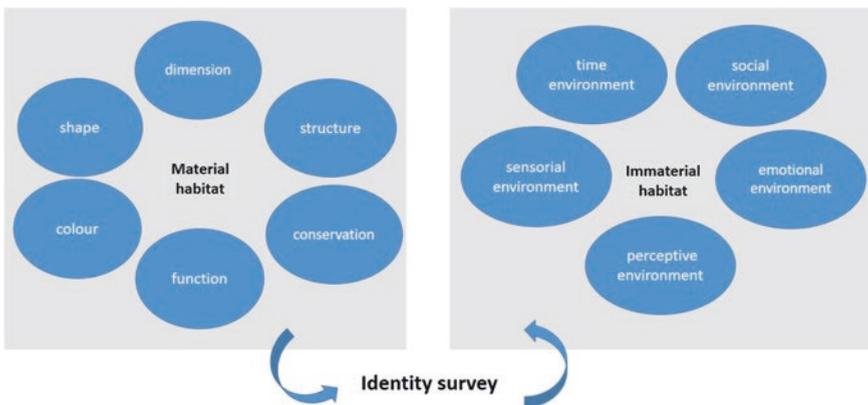 dimension
shape
structure
Material
habitat
colour
conservation
function
time
environment
social
environment
sensorial
environment
Immaterial
habitat
emotional
environment
perceptive
environment
Identity survey